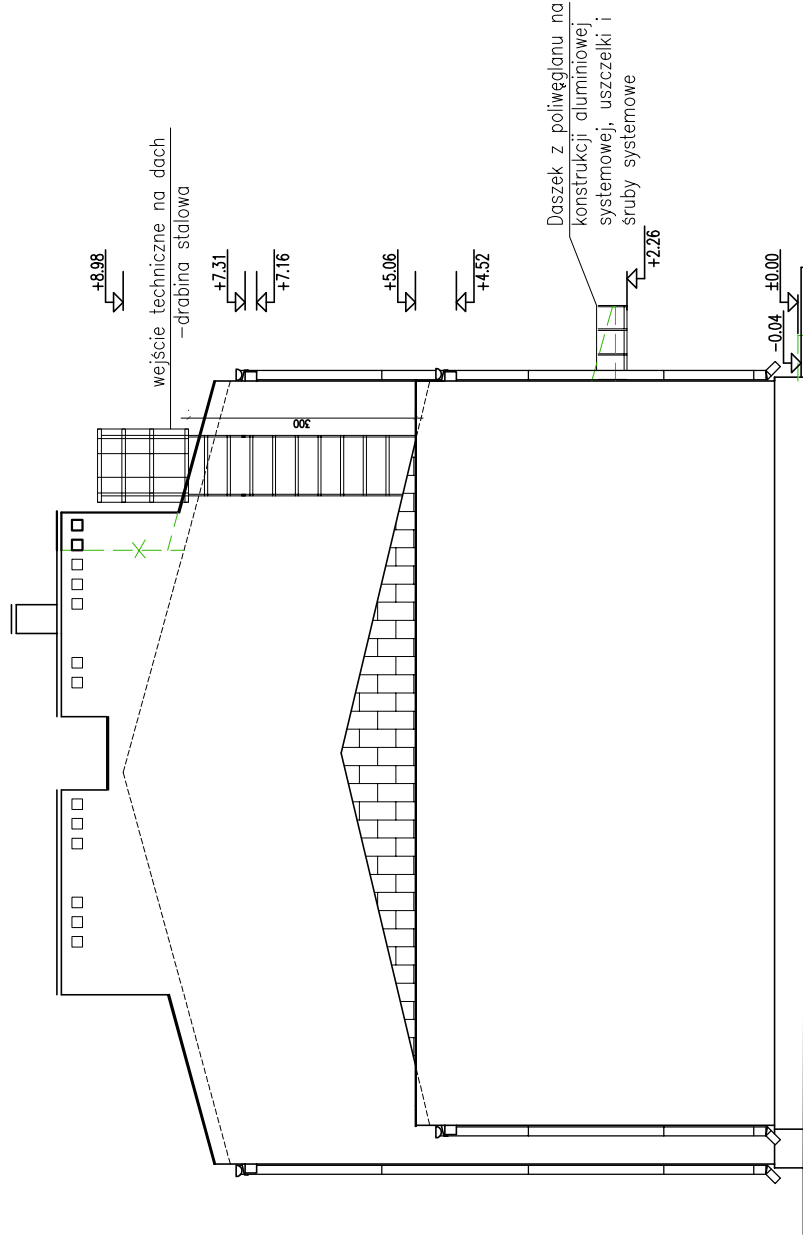 wejście techniczne na dach
-drabina stalowa
+8.98
+7.31
+7.16
+5.06
+4.52
300
Daszek z poliwęglanu na
konstrukcji aluminiowej
systemowej, uszczelki i
śruby systemowe
+2.26
±0.00
-0.04